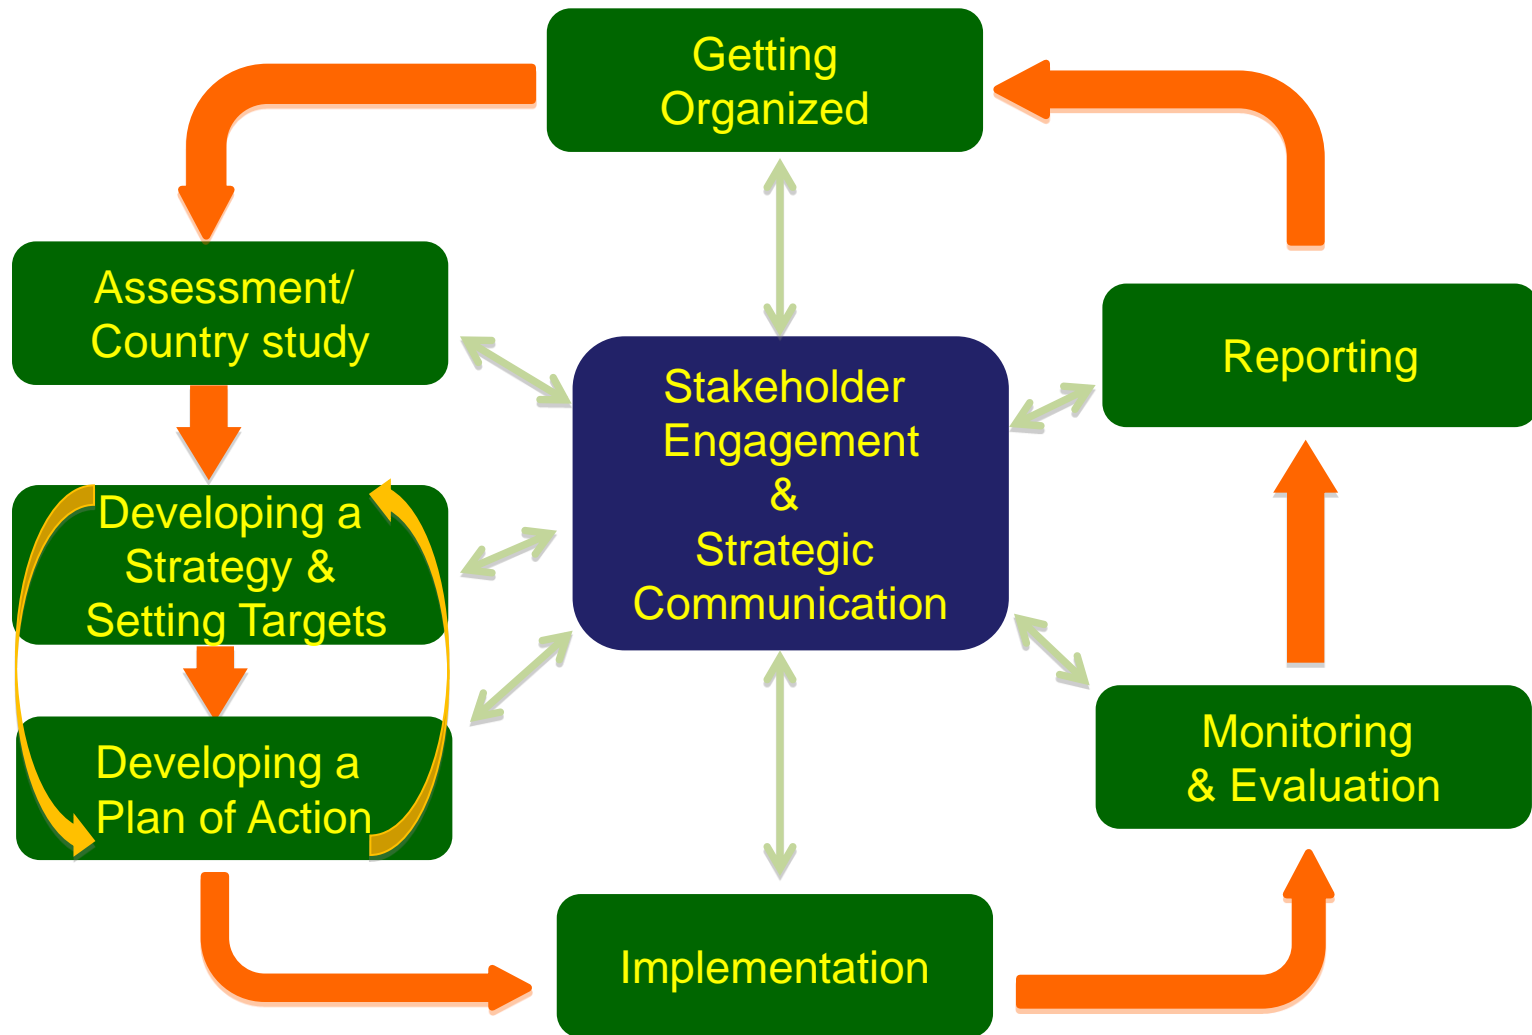 Getting
Organized
Assessment/
Country study
Developing a
Strategy &
Setting Targets
Developing a
Plan of Action
Stakeholder
Engagement
&
Strategic
Communication
Implementation
Reporting
Monitoring
& Evaluation